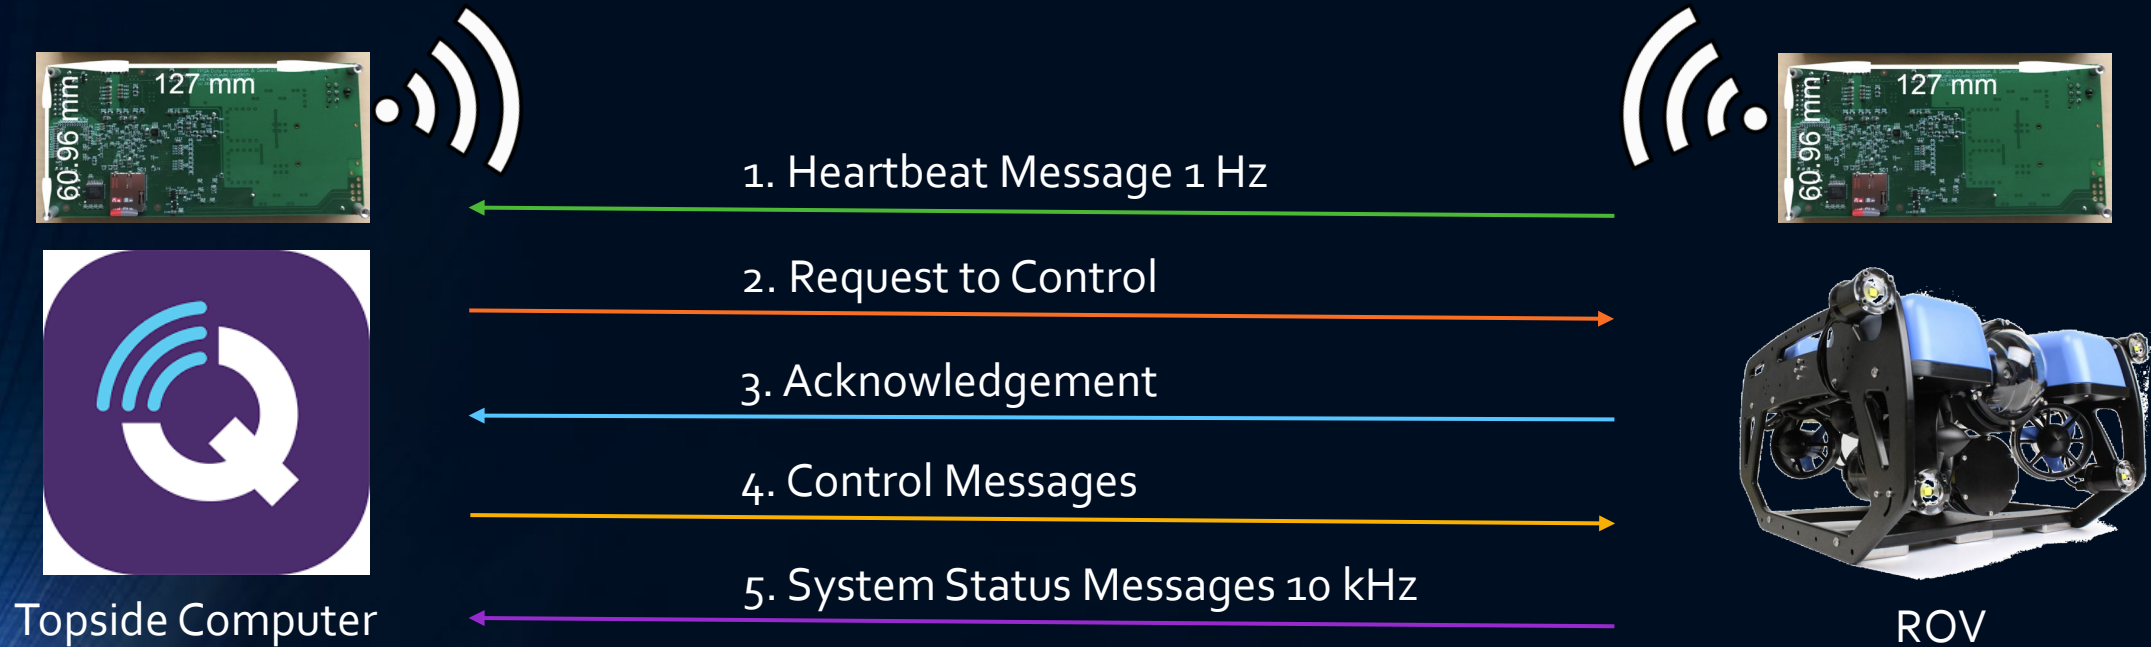 127 mm
60.96 mm
127 mm
60.96 mm
1. Heartbeat Message 1 Hz
2. Request to Control
3. Acknowledgement
4. Control Messages
5. System Status Messages 10 kHz
Topside Computer
ROV